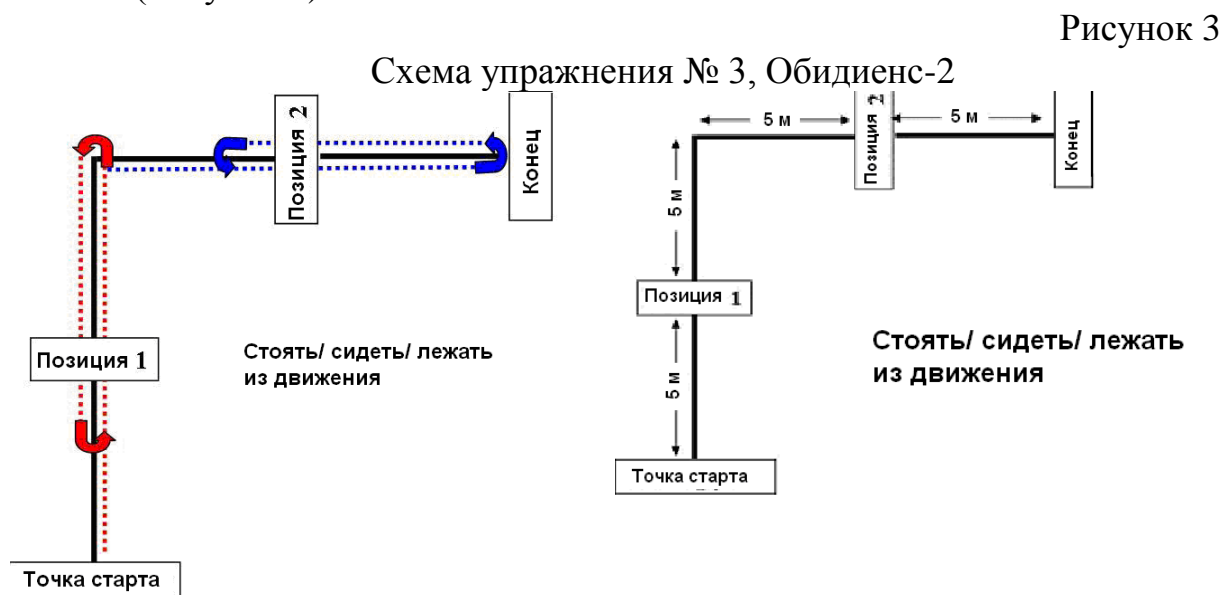 Рисунок 3
Схема упражнения № 3, Обидиенс-2
Позиция 2
Конец
Позиция 1
Стоять/ сидеть/ лежать
из движения
Точка старта
5 м
Позиция 2
5 м
Конец
5 м
Позиция 1
5 м
Стоять/ сидеть/ лежать
из движения
Точка старта